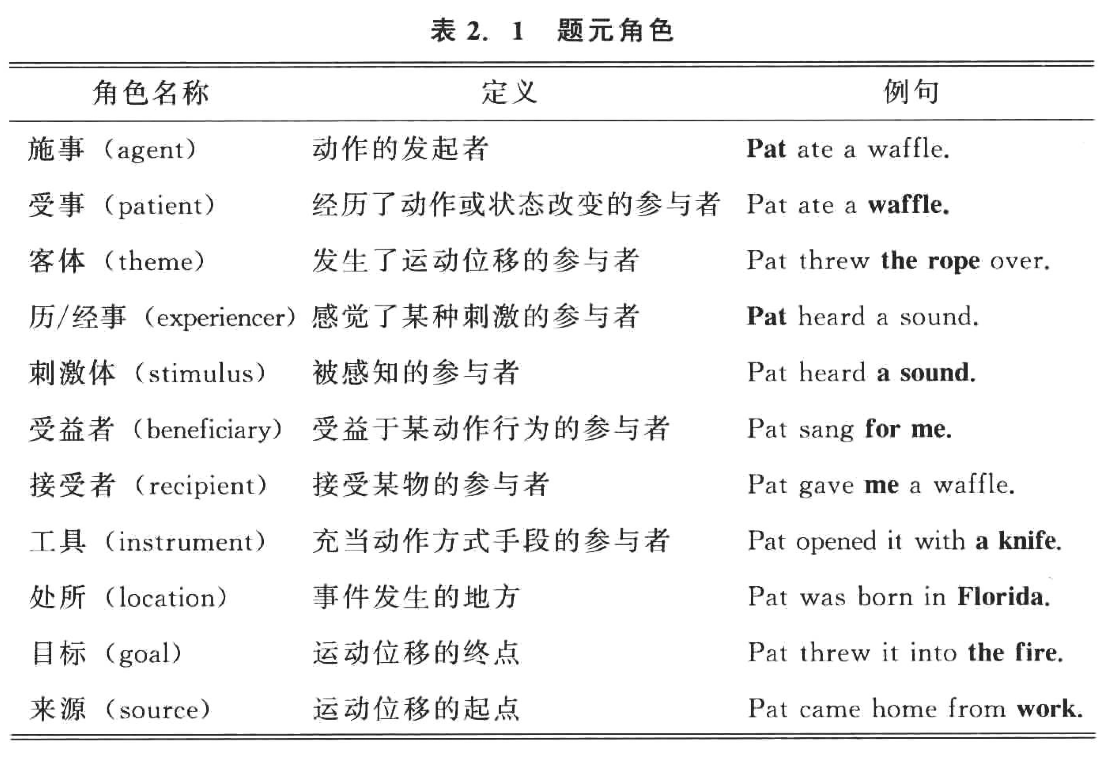 表 2. 1 题元角色
角色名称 定义 例句
施事（agent） 动作的发起者 Pat ate a waffle.
受事（patient） 经历了动作或状态改变的参与者 Pat ate a waffle.
客体（theme） 发生了运动位移的参与者 Pat threw the rope over.
历/经事（experiencer） 感觉了某种刺激的参与者 Pat heard a sound.
刺激体（stimulus） 被感知的参与者 Pat heard a sound.
受益者（beneficiary） 受益于某动作行为的参与者 Pat sang for me.
接受者（recipient） 接受某物的参与者 Pat gave me a waffle.
工具（instrument） 充当动作方式手段的参与者 Pat opened it with a knife.
处所（location） 事件发生的地方 Pat was born in Florida.
目标（goal） 运动位移的终点 Pat threw it into the fire.
来源（source） 运动位移的起点 Pat came home from work.